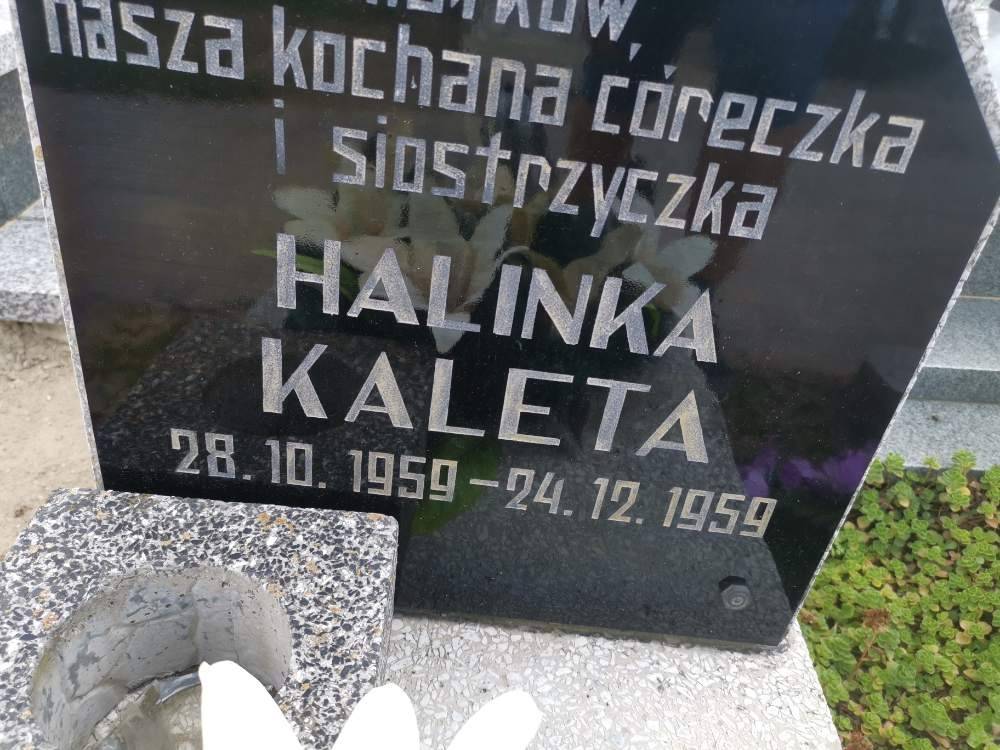 nasza kochana córeczka
i siostrzyczka
HALINKA
KALETA
28.10.1959-24.12.1959